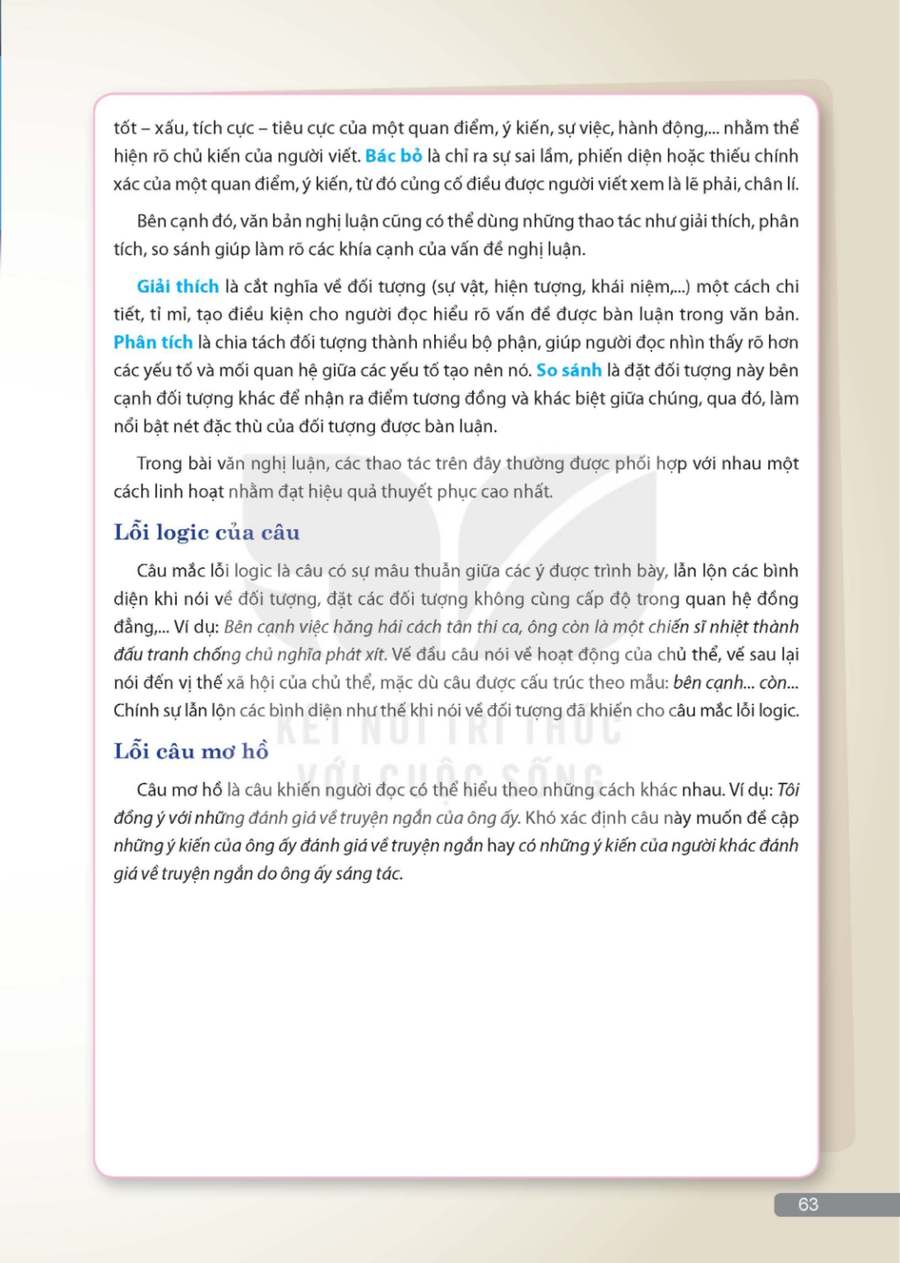 tốt – xấu, tích cực – tiêu cực của một quan điểm, ý kiến, sự việc, hành động,... nhằm thể
hiện rõ chủ kiến của người viết. Bác bỏ là chỉ ra sự sai lầm, phiến diện hoặc thiếu chính
xác của một quan điểm, ý kiến, từ đó củng cố điều được người viết xem là lẽ phải, chân lí.
Bên cạnh đó, văn bản nghị luận cũng có thể dùng những thao tác như giải thích, phân
tích, so sánh giúp làm rõ các khía cạnh của vấn đề nghị luận.
Giải thích là cắt nghĩa về đối tượng (sự vật, hiện tượng, khái niệm,...) một cách chi
tiết, tỉ mỉ, tạo điều kiện cho người đọc hiểu rõ vấn đề được bàn luận trong văn bản.
Phân tích là chia tách đối tượng thành nhiều bộ phận, giúp người đọc nhìn thấy rõ hơn
các yếu tố và mối quan hệ giữa các yếu tố tạo nên nó. So sánh là đặt đối tượng này bên
cạnh đối tượng khác để nhận ra điểm tương đồng và khác biệt giữa chúng, qua đó, làm
nổi bật nét đặc thù của đối tượng được bàn luận.
Trong bài văn nghị luận, các thao tác trên đây thường được phối hợp với nhau một
cách linh hoạt nhằm đạt hiệu quả thuyết phục cao nhất.
Lỗi logic của câu
Câu mắc lỗi logic là câu có sự mâu thuẫn giữa các ý được trình bày, lẫn lộn các bình
diện khi nói về đối tượng, đặt các đối tượng không cùng cấp độ trong quan hệ đồng
đẳng,... Ví dụ: Bên cạnh việc hăng hái cách tân thi ca, ông còn là một chiến sĩ nhiệt thành
đấu tranh chống chủ nghĩa phát xít. Vế đầu câu nói về hoạt động của chủ thể, vế sau lại
nói đến vị thế xã hội của chủ thể, mặc dù câu được cấu trúc theo mẫu: bên cạnh... còn...
Chính sự lẫn lộn các bình diện như thế khi nói về đối tượng đã khiến cho câu mắc lỗi logic.
KẾT NỐI TRI THỨC
Lỗi câu mơ hồ
VỚI CUỘC SỐNG
Câu mơ hồ là câu khiến người đọc có thể hiểu theo những cách khác nhau. Ví dụ: Tôi
đồng ý với những đánh giá về truyện ngắn của ông ấy. Khó xác định câu này muốn đề cập
những ý kiến của ông ấy đánh giá về truyện ngắn hay có những ý kiến của người khác đánh
giá về truyện ngắn do ông ấy sáng tác.
63